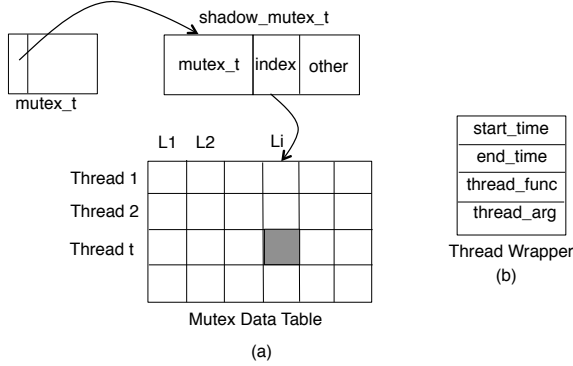 shadow_mutex_t
mutex_t index other
mutex_t
L1 L2 Li
Thread 1
Thread 2
Thread t
Mutex Data Table
(a)
start_time
end_time
thread_func
thread_arg
Thread Wrapper
(b)